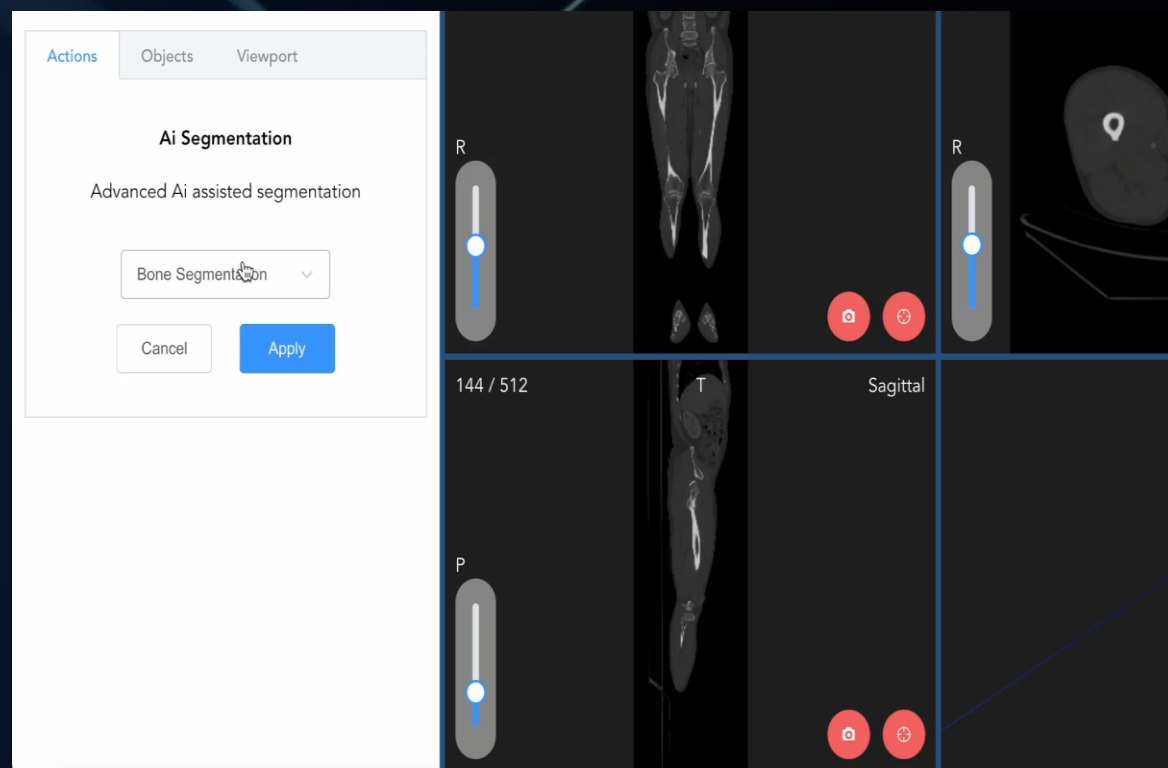 Actions Objects Viewport
Ai Segmentation
Advanced Ai assisted segmentation
Bone Segmentation
Cancel Apply
R
R
144 / 512 T Sagittal
P